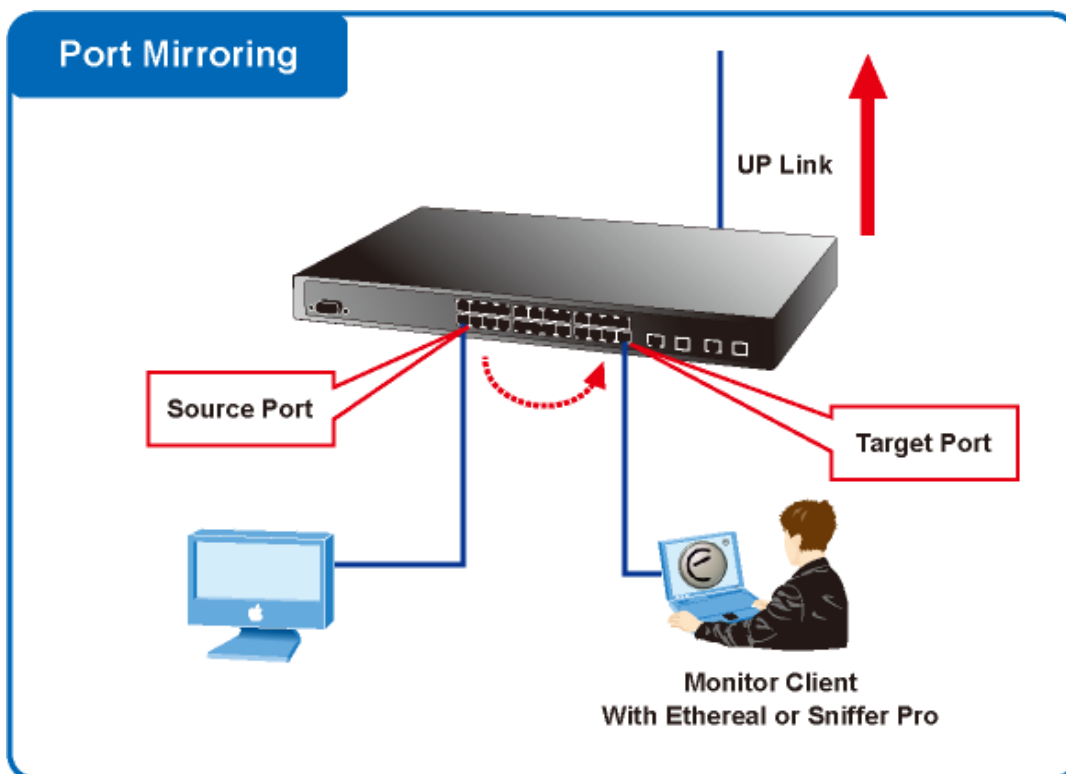 Port Mirroring
UP Link
Source Port
Target Port
Monitor Client
With Ethereal or Sniffer Pro